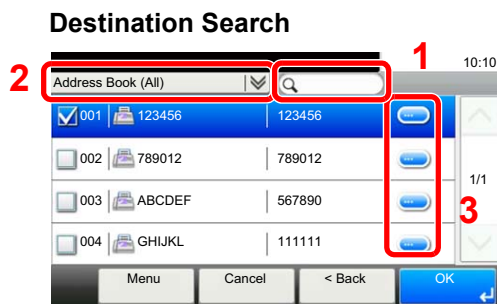 Destination Search
1
10:10
2
Address Book (All)
001 123456 123456 ...
002 789012 789012 ...
1/1
003 ABCDEF 567890 ...
3
004 GHIJKL 111111 ...
Menu Cancel < Back OK